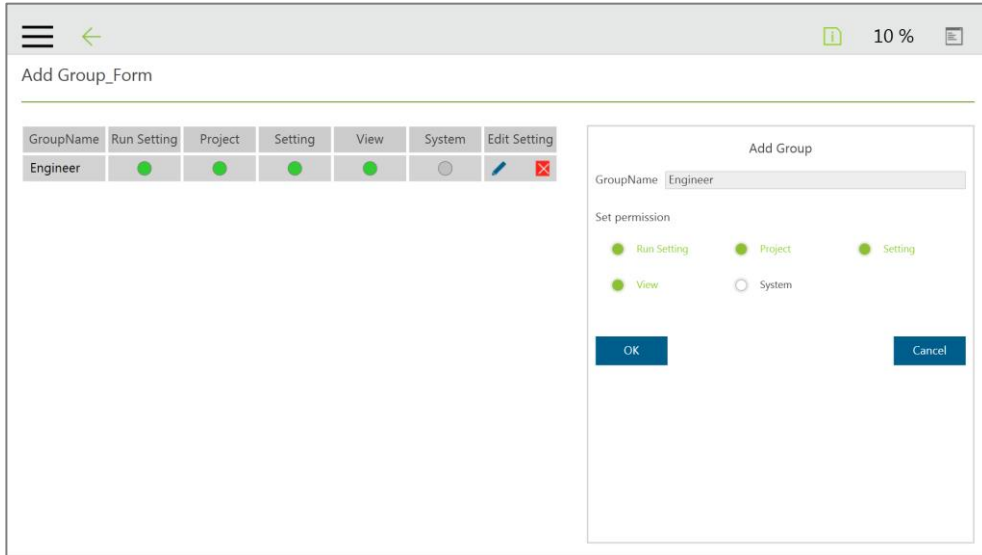 10 %
Add Group_Form
GroupName Run Setting Project Setting View System Edit Setting
Engineer
Add Group
GroupName Engineer
Set permission
Run Setting Project Setting
View System
OK Cancel